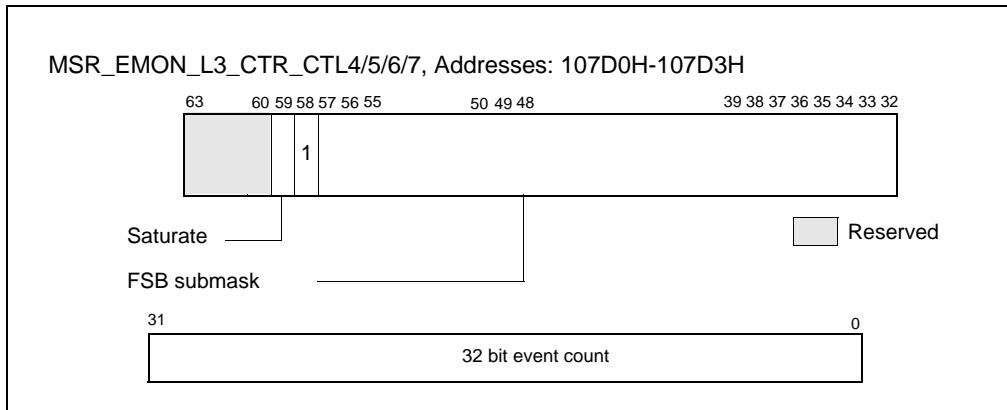 MSR_EMON_L3_CTR_CTL4/5/6/7, Addresses: 107D0H-107D3H
63 60 59 58 57 56 55 50 49 48 39 38 37 36 35 34 33 32
1
Saturate
Reserved
FSB submask
31 0
32 bit event count